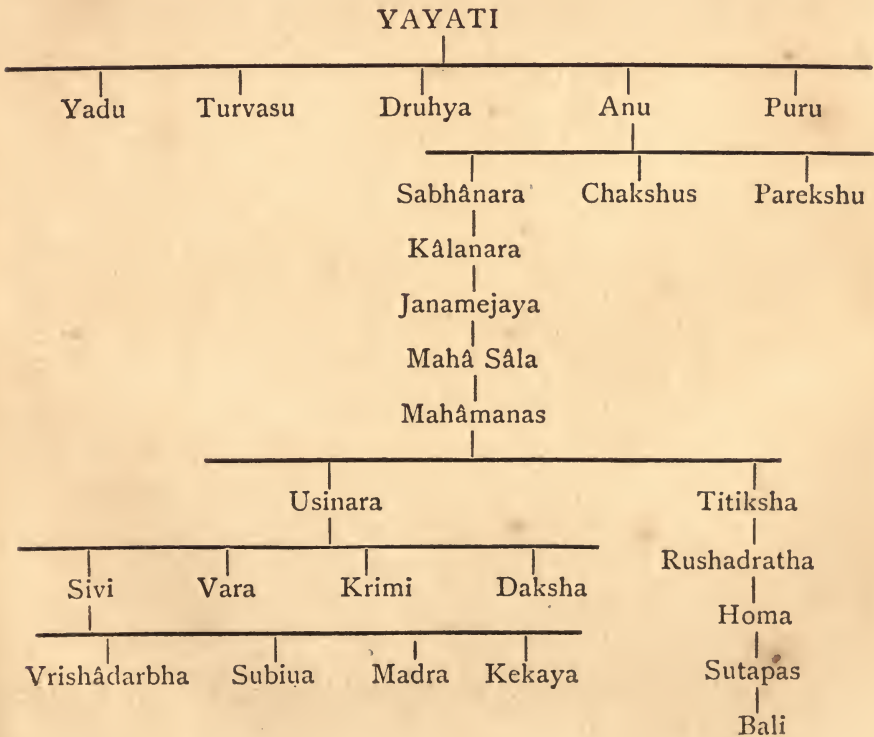 YAYATI
Yadu Turvasu Druhya Anu Puru
Sabhânara Chakshus Parekshu
Kâlanara
Janamejaya
Mahâ Sâla
Mahâmanas
Usinara Titiksha
Rushadratha
Sivi Vara Krimi Daksha
Homa
Vrishâdarbha Subiua Madra Kekaya Sutapas
Bali